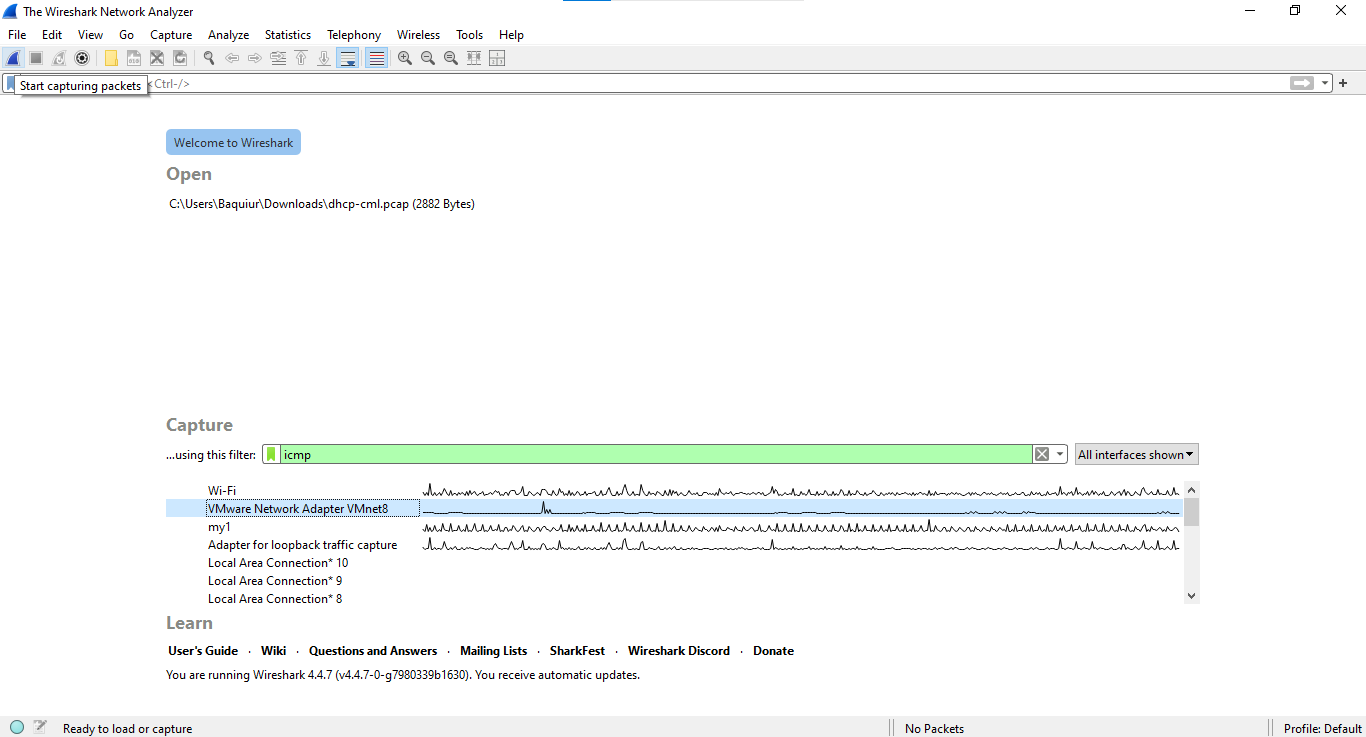 The Wireshark Network Analyzer
File Edit View Go Capture Analyze Statistics Telephony Wireless Tools Help
Start capturing packets <Ctrl-/>
Welcome to Wireshark
Open
C:\Users\Baquiur\Downloads\dhcp-cml.pcap (2882 Bytes)
Capture
...using this filter: icmp All interfaces shown
Wi-Fi
VMware Network Adapter VMnet8
my1
Adapter for loopback traffic capture
Local Area Connection* 10
Local Area Connection* 9
Local Area Connection* 8
Learn
User's Guide · Wiki · Questions and Answers · Mailing Lists · SharkFest · Wireshark Discord · Donate
You are running Wireshark 4.4.7 (v4.4.7-0-g7980339b1630). You receive automatic updates.
Ready to load or capture No Packets Profile: Default